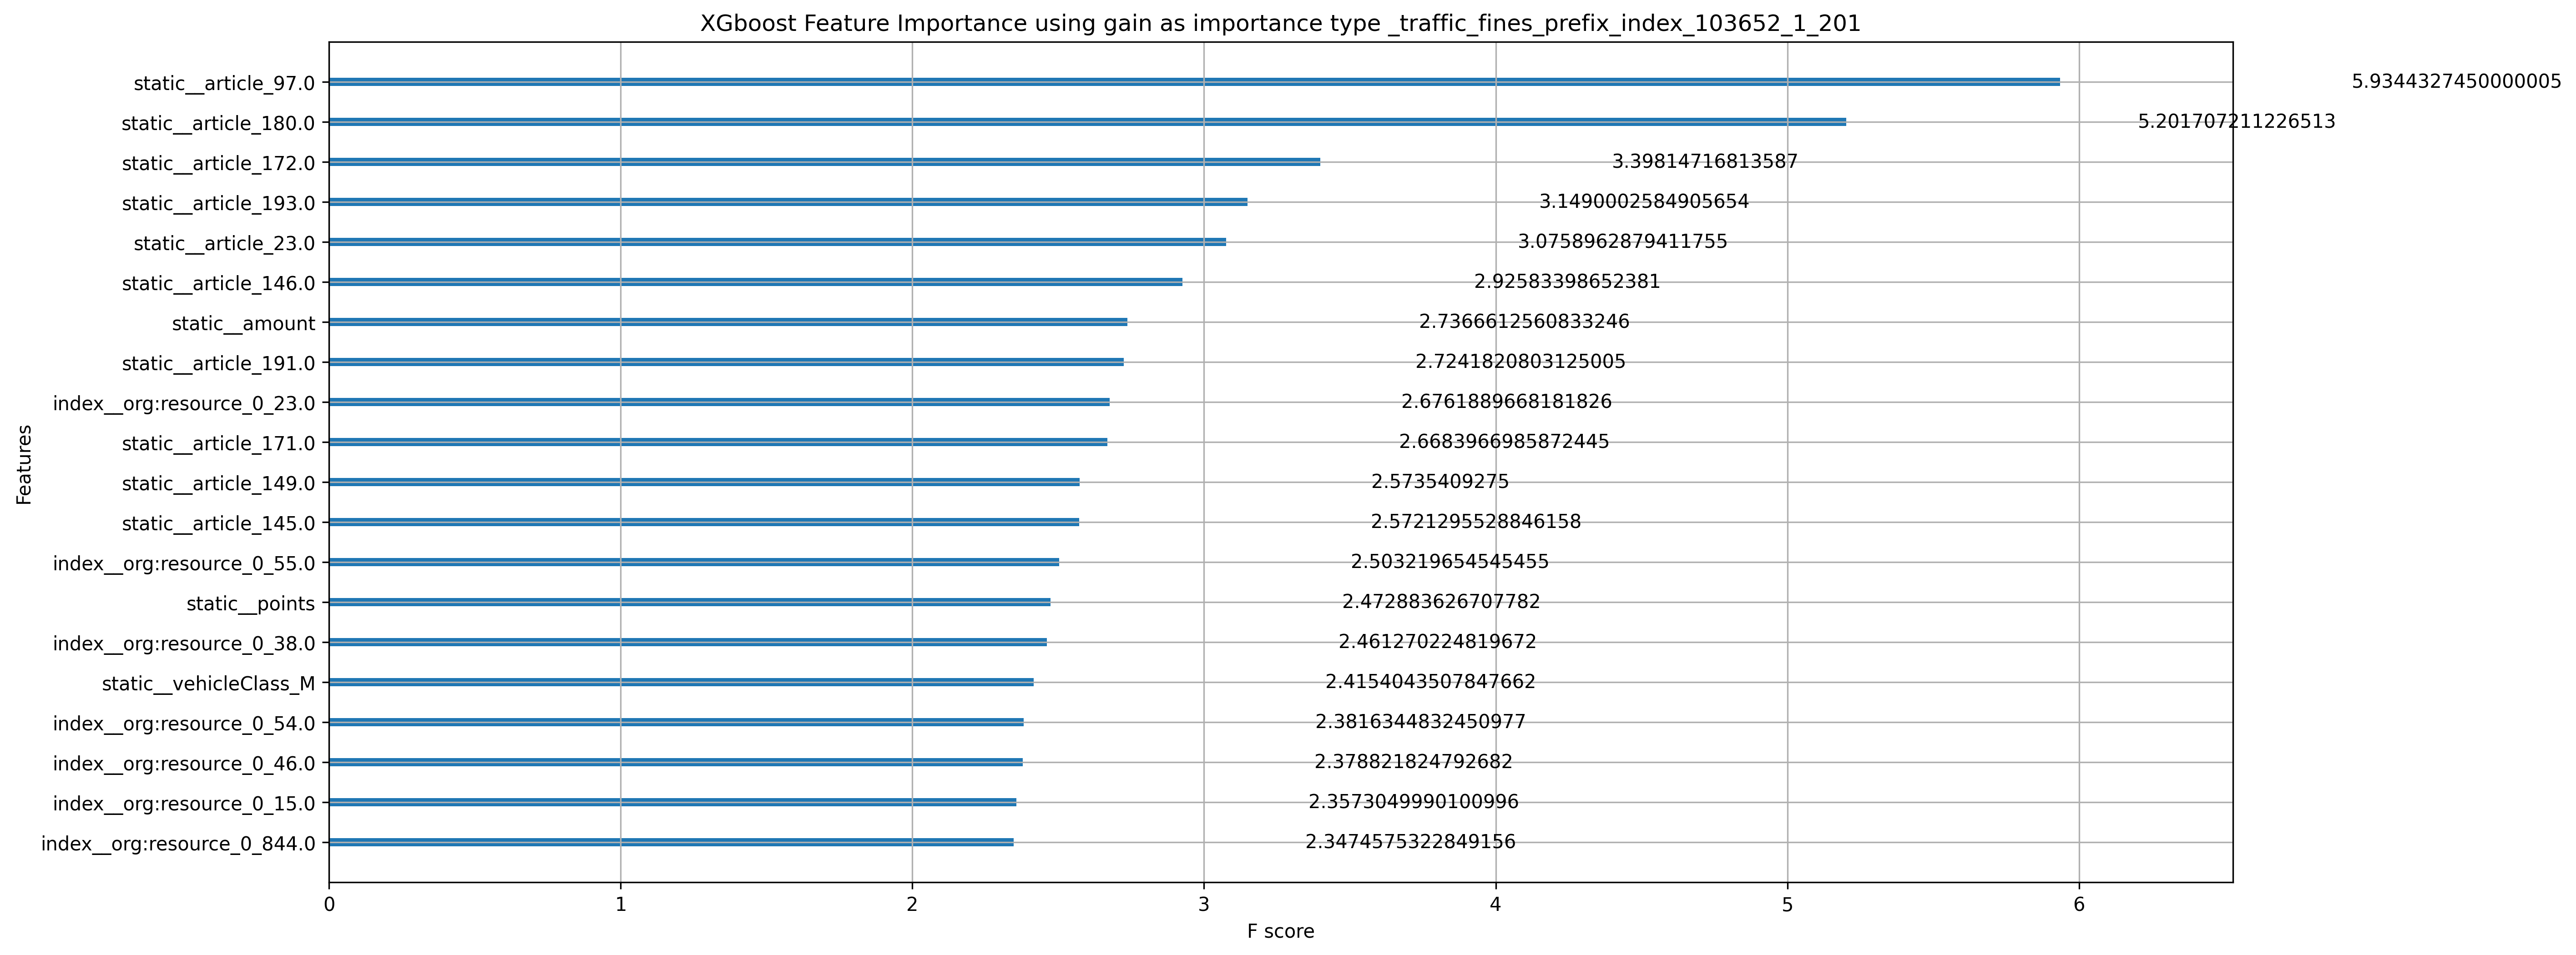 XGboost Feature Importance using gain as importance type _traffic_fines_prefix_index_103652_1_201
static__article_97.0 5.9344327450000005
static__article_180.0 5.201707211226513
static__article_172.0 3.39814716813587
static__article_193.0 3.1490002584905654
static__article_23.0 3.0758962879411755
static__article_146.0 2.92583398652381
static__amount 2.7366612560833246
static__article_191.0 2.7241820803125005
index__org:resource_0_23.0 2.6761889668181826
static__article_171.0 2.6683966985872445
static__article_149.0 2.5735409275
static__article_145.0 2.5721295528846158
index__org:resource_0_55.0 2.503219654545455
static__points 2.472883626707782
index__org:resource_0_38.0 2.461270224819672
static__vehicleClass_M 2.4154043507847662
index__org:resource_0_54.0 2.3816344832450977
index__org:resource_0_46.0 2.378821824792682
index__org:resource_0_15.0 2.3573049990100996
index__org:resource_0_844.0 2.3474575322849156
Features
0 1 2 3 4 5 6
F score